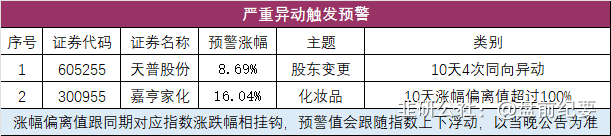 严重异动触发预警
序号 证券代码 证券名称 预警涨幅 主题 类别
1 605255 天普股份 8.69% 股东变更 10天4次同向异动
2 300955 嘉亨家化 16.04% 化妆品 10天涨幅偏离值超过100%
涨幅偏离值跟同期对应指数涨跌幅相挂钩，预警值会跟随指数上下浮动，以当晚公告为准